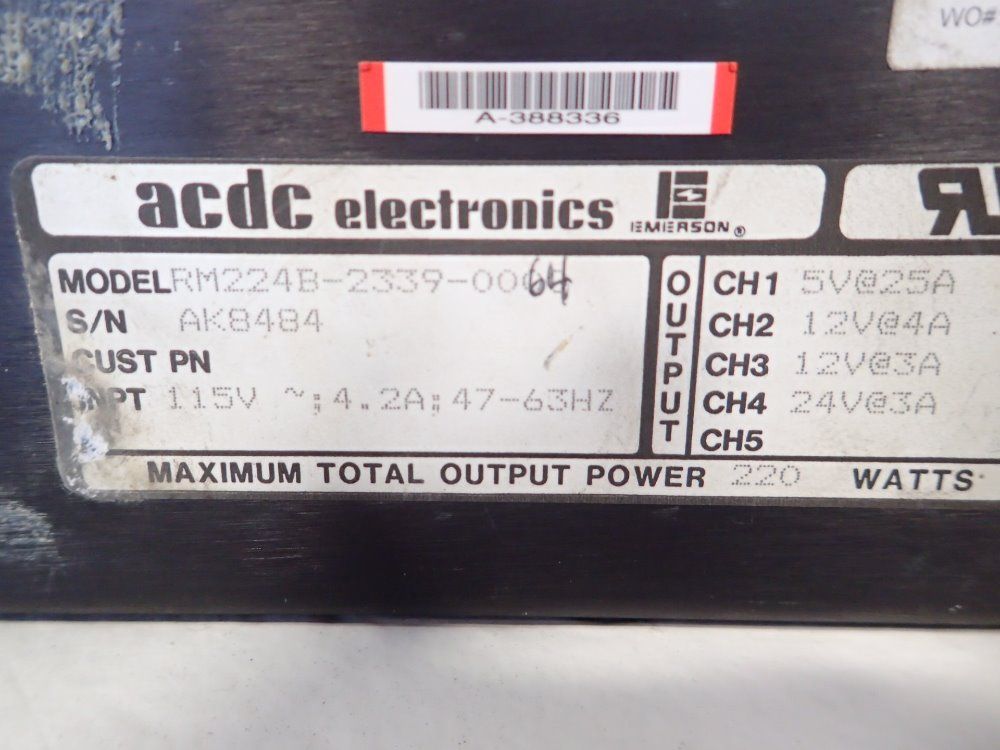 WO#
A-388336
acdc electronics EMERSON®
MODEL RM224B-2339-0064
S/N AK8484
CUST PN
INPT 115V ~;4.2A;47-63HZ
OUTPUT
CH1 5V@25A
CH2 12V@4A
CH3 12V@3A
CH4 24V@3A
CH5
MAXIMUM TOTAL OUTPUT POWER 220 WATTS